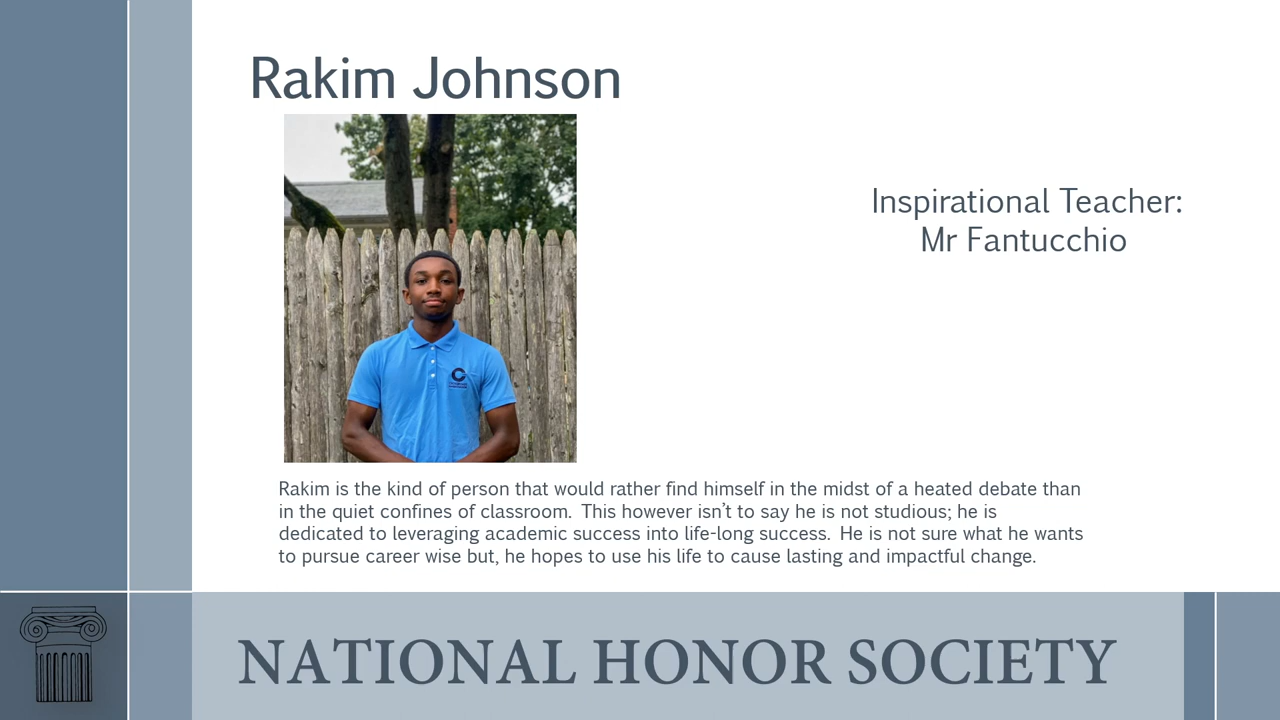 Rakim Johnson
Inspirational Teacher:
Mr Fantucchio
Rakim is the kind of person that would rather find himself in the midst of a heated debate than
in the quiet confines of classroom.  This however isn’t to say he is not studious; he is
dedicated to leveraging academic success into life-long success.  He is not sure what he wants
to pursue career wise but, he hopes to use his life to cause lasting and impactful change.
NATIONAL HONOR SOCIETY